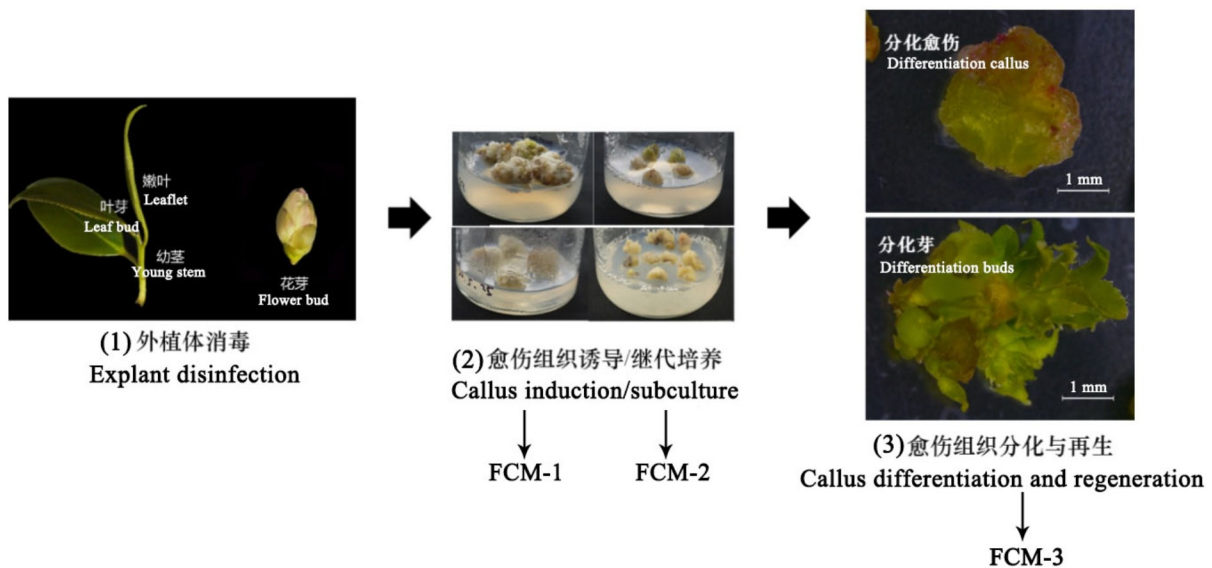 嫩叶
Leaflet
叶芽
Leaf bud
幼茎
Young stem
花芽
Flower bud
(1) 外植体消毒
Explant disinfection
(2) 愈伤组织诱导/继代培养
Callus induction/subculture
FCM-1
FCM-2
分化愈伤
Differentiation callus
1 mm
分化芽
Differentiation buds
1 mm
(3) 愈伤组织分化与再生
Callus differentiation and regeneration
FCM-3